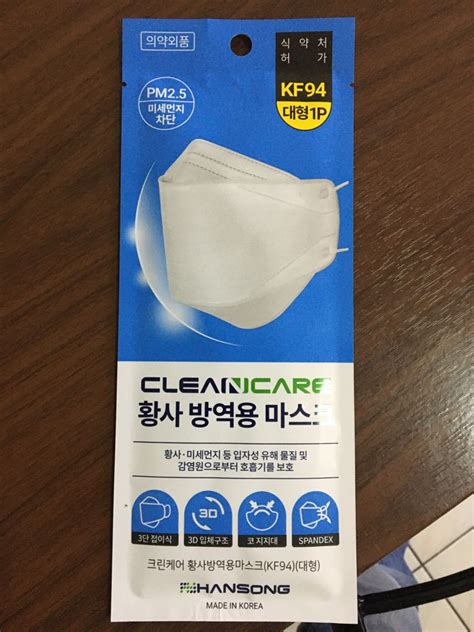 의약외품
식 약 처
허 가
PM2.5
미세먼지
차단
KF94
대형1P
CLEANCARE
황사 방역용 마스크
황사·미세먼지 등 입자성 유해 물질 및
감염원으로부터 호흡기를 보호
3D
3단 접이식
3D 입체구조
코 지지대
SPANDEX
크린케어 황사방역용마스크(KF94)(대형)
HANSONG
MADE IN KOREA